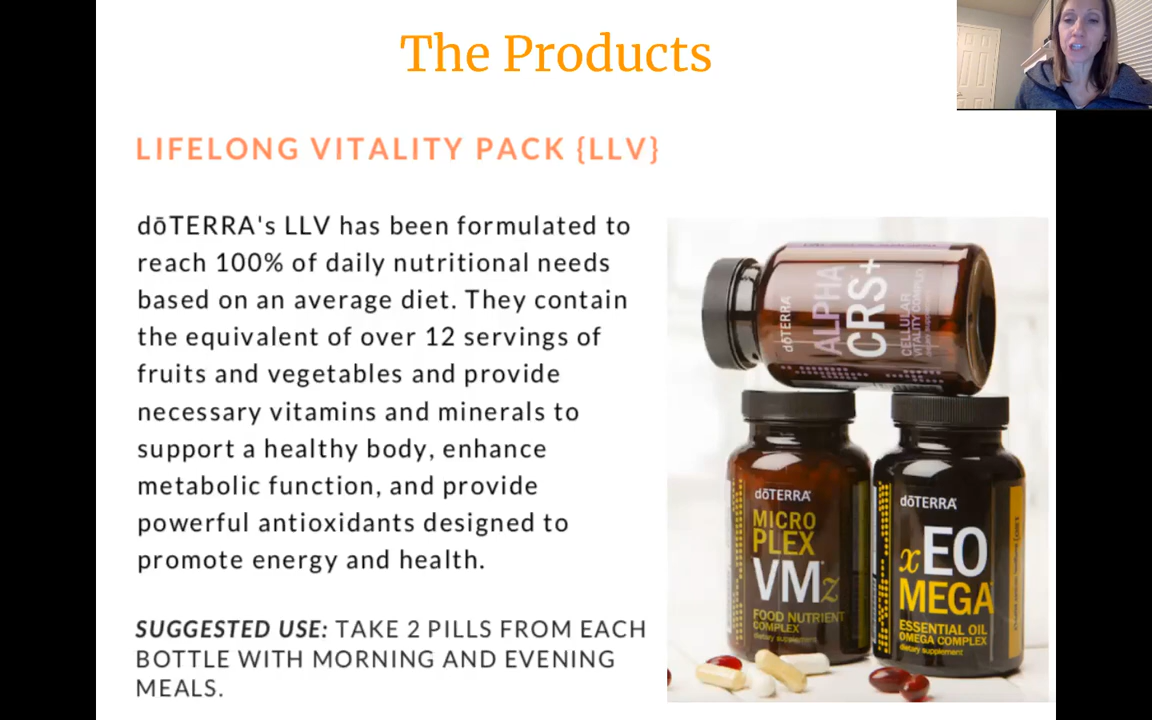 The Products
LIFELONG VITALITY PACK {LLV}
dōTERRA's LLV has been formulated to
reach 100% of daily nutritional needs
based on an average diet. They contain
the equivalent of over 12 servings of
fruits and vegetables and provide
necessary vitamins and minerals to
support a healthy body, enhance
metabolic function, and provide
powerful antioxidants designed to
promote energy and health.
SUGGESTED USE: TAKE 2 PILLS FROM EACH
BOTTLE WITH MORNING AND EVENING
MEALS.
dōTERRA
ALPHA
CRS+
CELLULAR
VITALITY COMPLEX
dōTERRA
MICRO
PLEX
VMz
FOOD NUTRIENT
COMPLEX
dietary supplement
dōTERRA
xEO
MEGA
ESSENTIAL OIL
OMEGA COMPLEX
dietary supplement